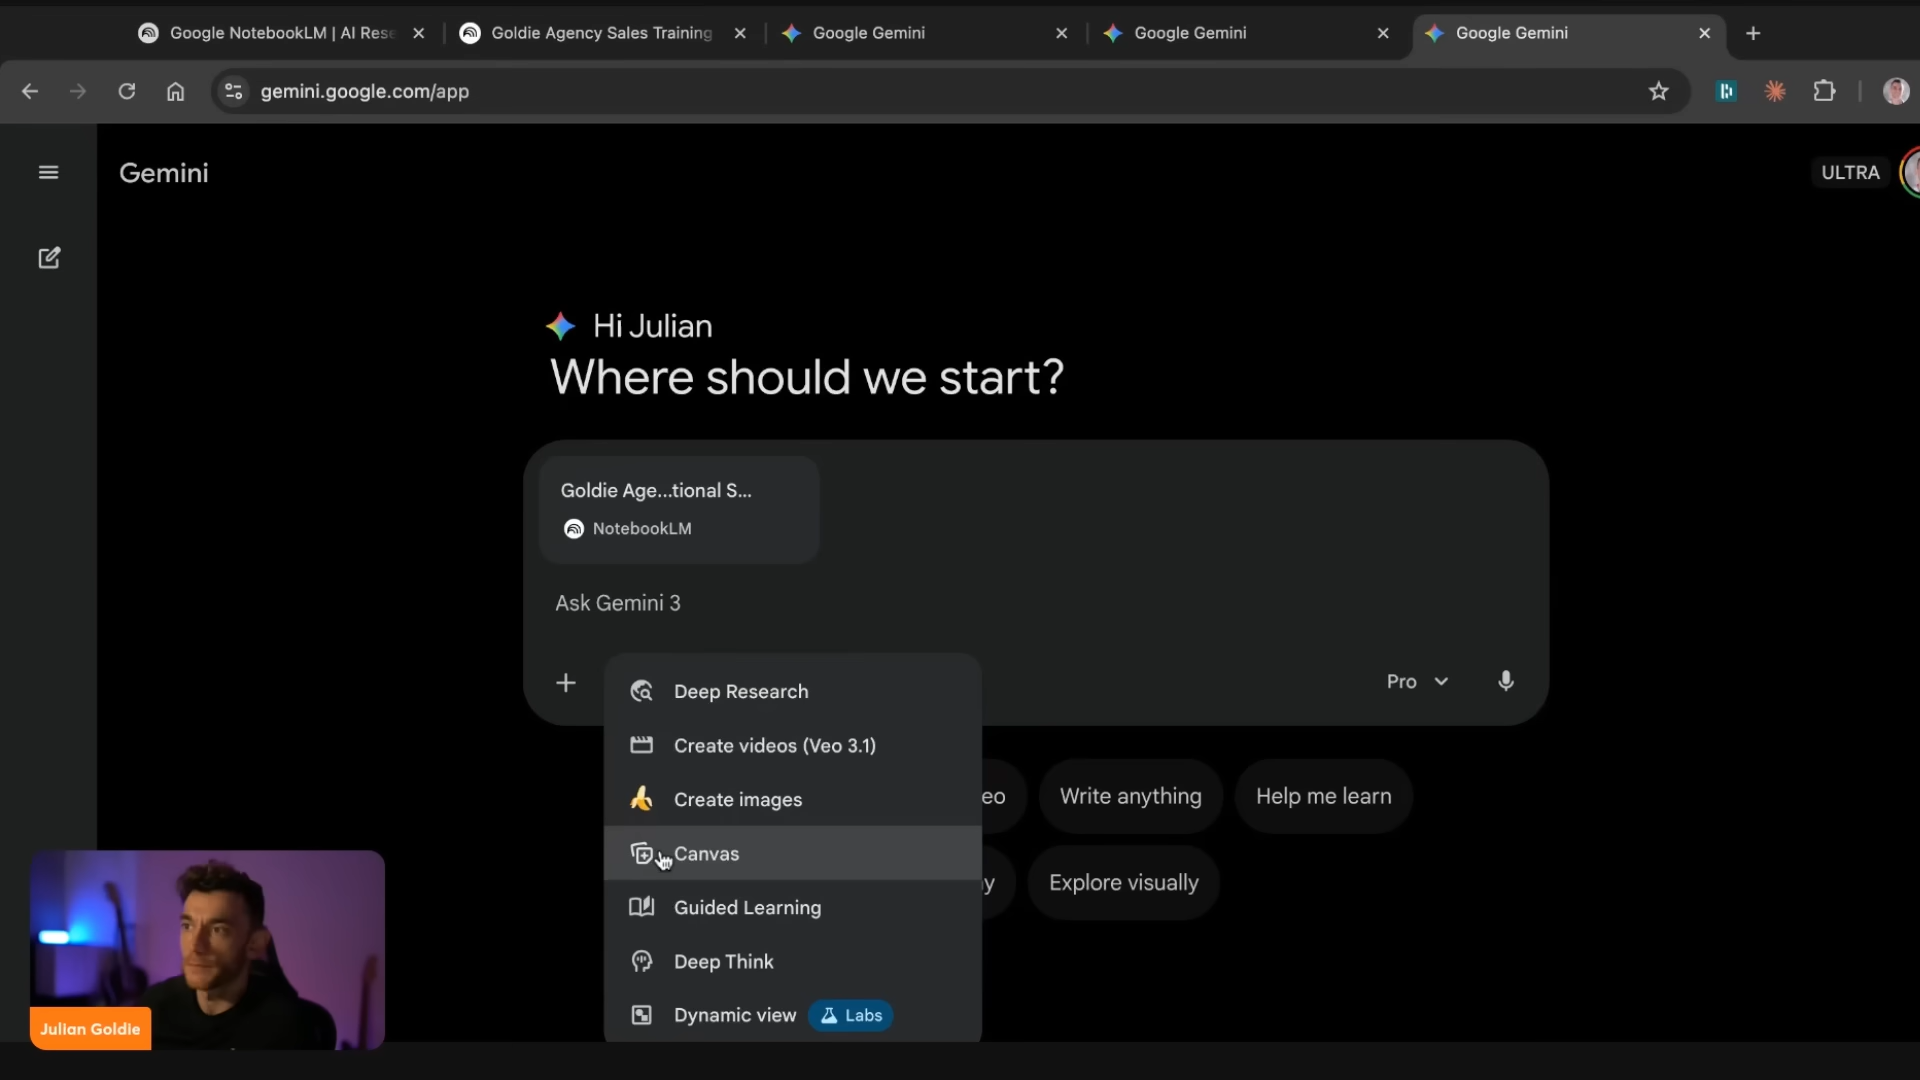 Google NotebookLM | AI Rese
Goldie Agency Sales Training
Google Gemini
Google Gemini
Google Gemini
gemini.google.com/app
Gemini
ULTRA
Hi Julian
Where should we start?
Goldie Age...tional S...
NotebookLM
Ask Gemini 3
Pro
Deep Research
Create videos (Veo 3.1)
Create images
Canvas
Guided Learning
Deep Think
Dynamic view
Labs
eo
Write anything
Help me learn
y
Explore visually
Julian Goldie